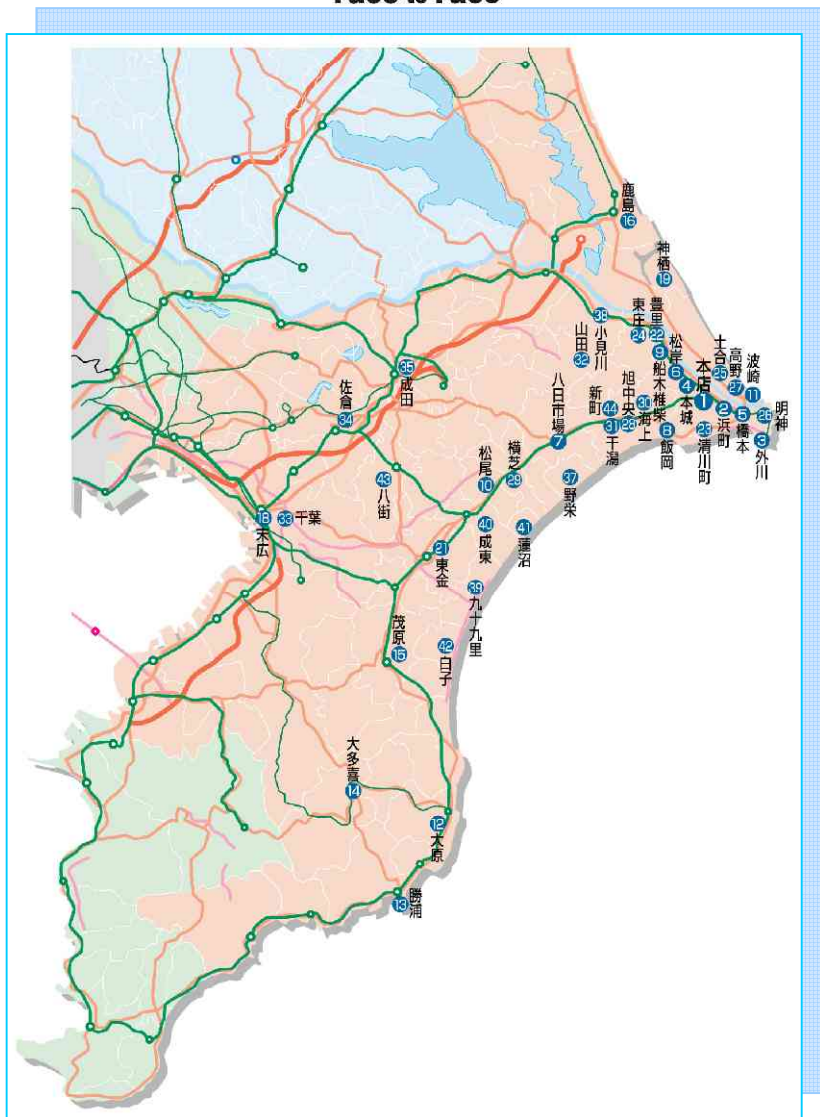 Face to Face
鹿島
16
神栖
19
38
小見川
東庄
24
豊里
22
山田
32
9
船木椎柴
松岸
6
4
本城
本店
1
土合
25
高野
27
波崎
11
2
浜町
5
橋本
26
明神
3
外川
23
清川町
8
飯岡
30
海上
旭中央
28
新町
44
31
干潟
八日市場
7
37
野栄
35
成田
佐倉
34
43
八街
松尾
10
横芝
29
40
成東
41
蓮沼
18
末広
33
千葉
21
東金
39
九十九里
茂原
15
42
白子
大多喜
14
12
大原
13
勝浦